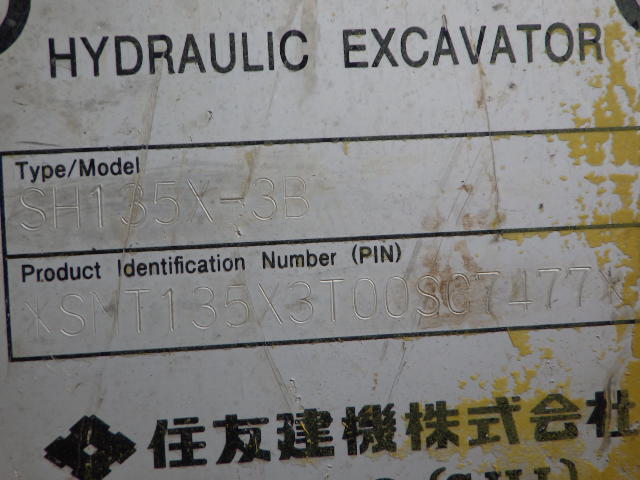 HYDRAULIC EXCAVATOR
Type/Model
SH135X-3B
Product Identification Number (PIN)
*SMT135X3T00SC7477*
住友建機株式会社